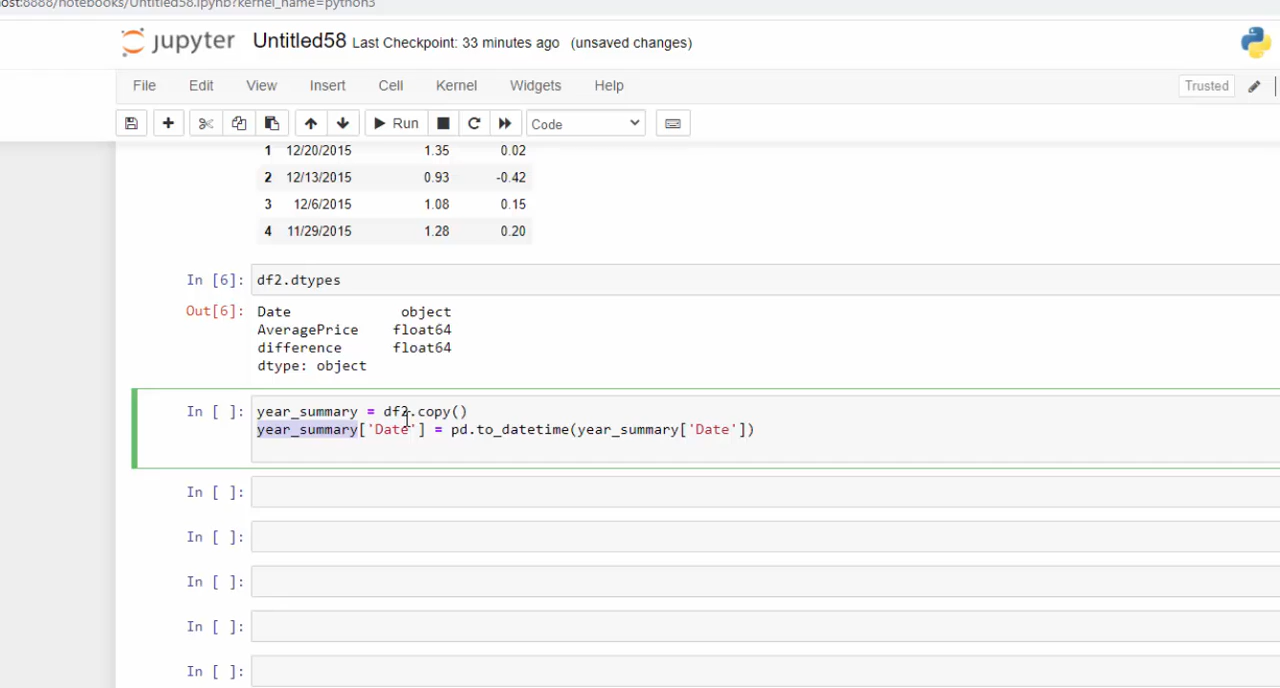 ost:8888/notebooks/Untitled58.ipynb?kernel_name=python3
jupyter Untitled58 Last Checkpoint: 33 minutes ago (unsaved changes)
File Edit View Insert Cell Kernel Widgets Help Trusted
Run Code
1 12/20/2015 1.35 0.02
2 12/13/2015 0.93 -0.42
3 12/6/2015 1.08 0.15
4 11/29/2015 1.28 0.20
In [6]: df2.dtypes
Out[6]: Date object
AveragePrice float64
difference float64
dtype: object
In [ ]: year_summary = df2.copy()
year_summary['Date'] = pd.to_datetime(year_summary['Date'])
In [ ]:
In [ ]:
In [ ]:
In [ ]:
In [ ]: